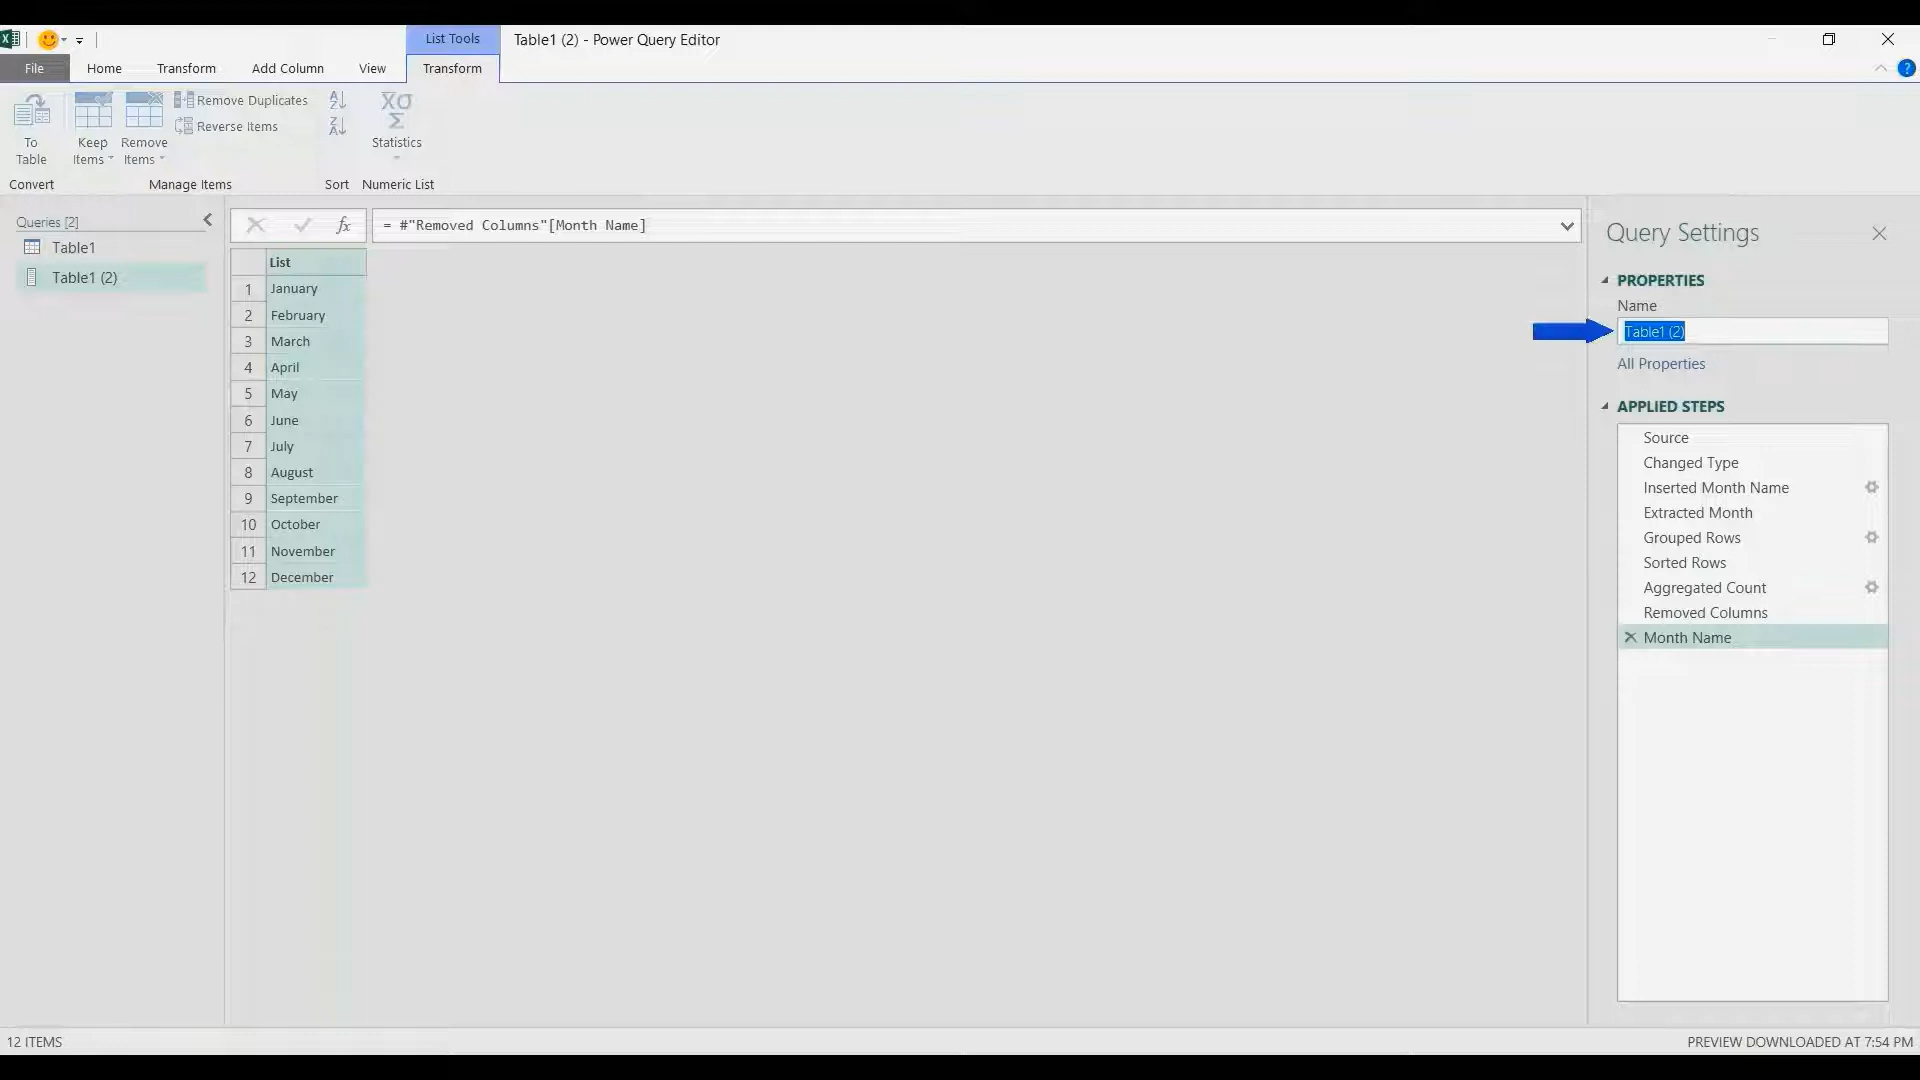 List Tools
Table1 (2) - Power Query Editor
File
Home
Transform
Add Column
View
Transform
?
To
Table
Keep
Items
Remove
Items
Remove Duplicates
Reverse Items
Statistics
Convert
Manage Items
Sort
Numeric List
Queries [2]
Table1
Table1 (2)
fx
= #"Removed Columns"[Month Name]
List
1 January
2 February
3 March
4 April
5 May
6 June
7 July
8 August
9 September
10 October
11 November
12 December
Query Settings
PROPERTIES
Name
Table1 (2)
All Properties
APPLIED STEPS
Source
Changed Type
Inserted Month Name
Extracted Month
Grouped Rows
Sorted Rows
Aggregated Count
Removed Columns
Month Name
12 ITEMS
PREVIEW DOWNLOADED AT 7:54 PM